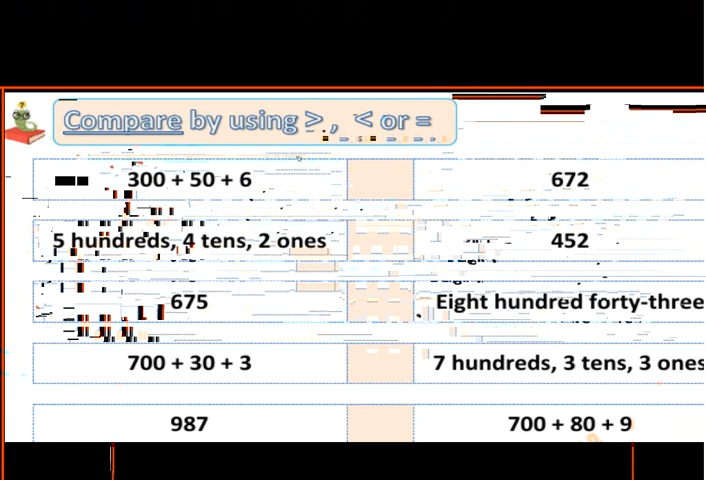 Compare by using > , < or =
300 + 50 + 6 672
5 hundreds, 4 tens, 2 ones 452
675 Eight hundred forty-three
700 + 30 + 3 7 hundreds, 3 tens, 3 ones
987 700 + 80 + 9